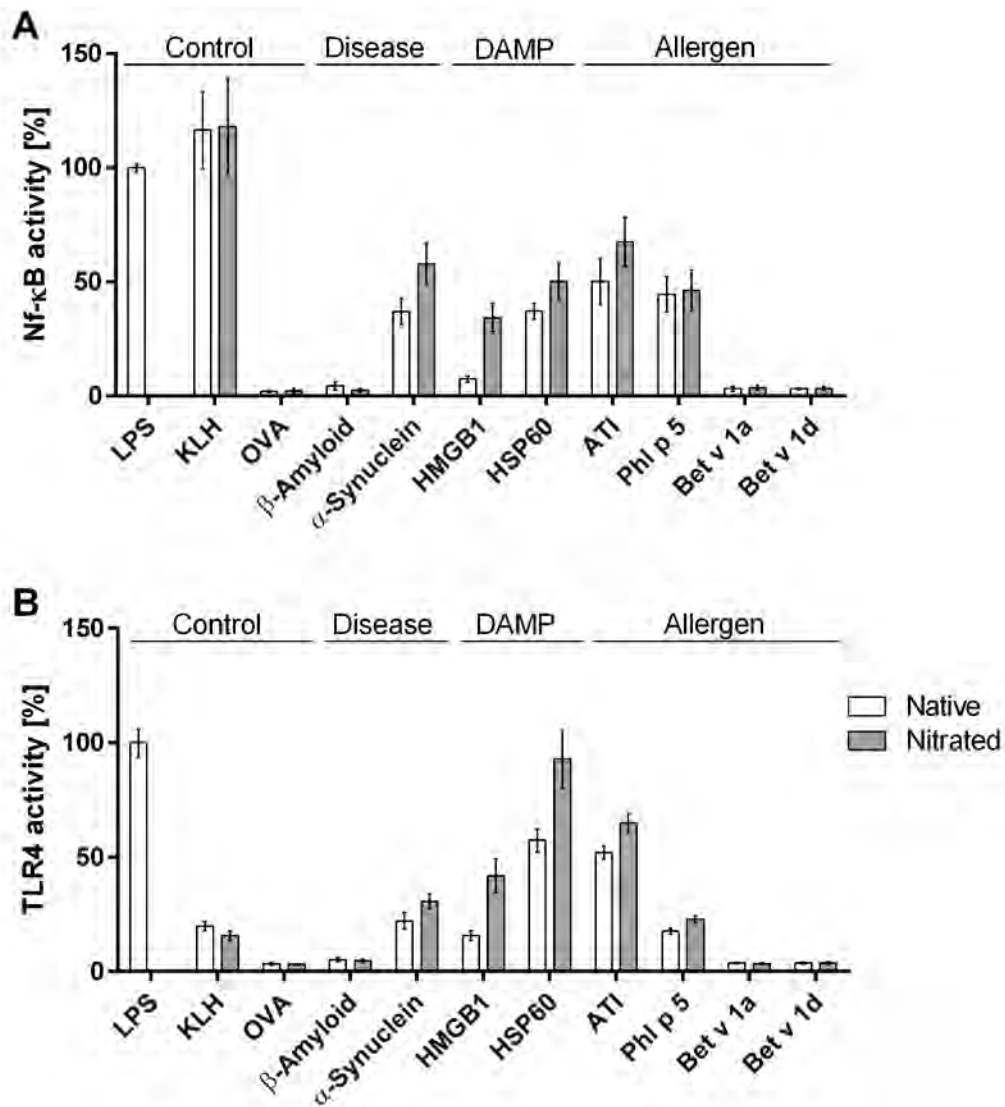 A
Control Disease DAMP Allergen
150
100
50
0
Nf-κB activity [%]
LPS KLH OVA β-Amyloid α-Synuclein HMGB1 HSP60 ATI Phl p 5 Bet v 1a Bet v 1d
B
Control Disease DAMP Allergen
150
100
50
0
TLR4 activity [%]
Native
Nitrated
LPS KLH OVA β-Amyloid α-Synuclein HMGB1 HSP60 ATI Phl p 5 Bet v 1a Bet v 1d